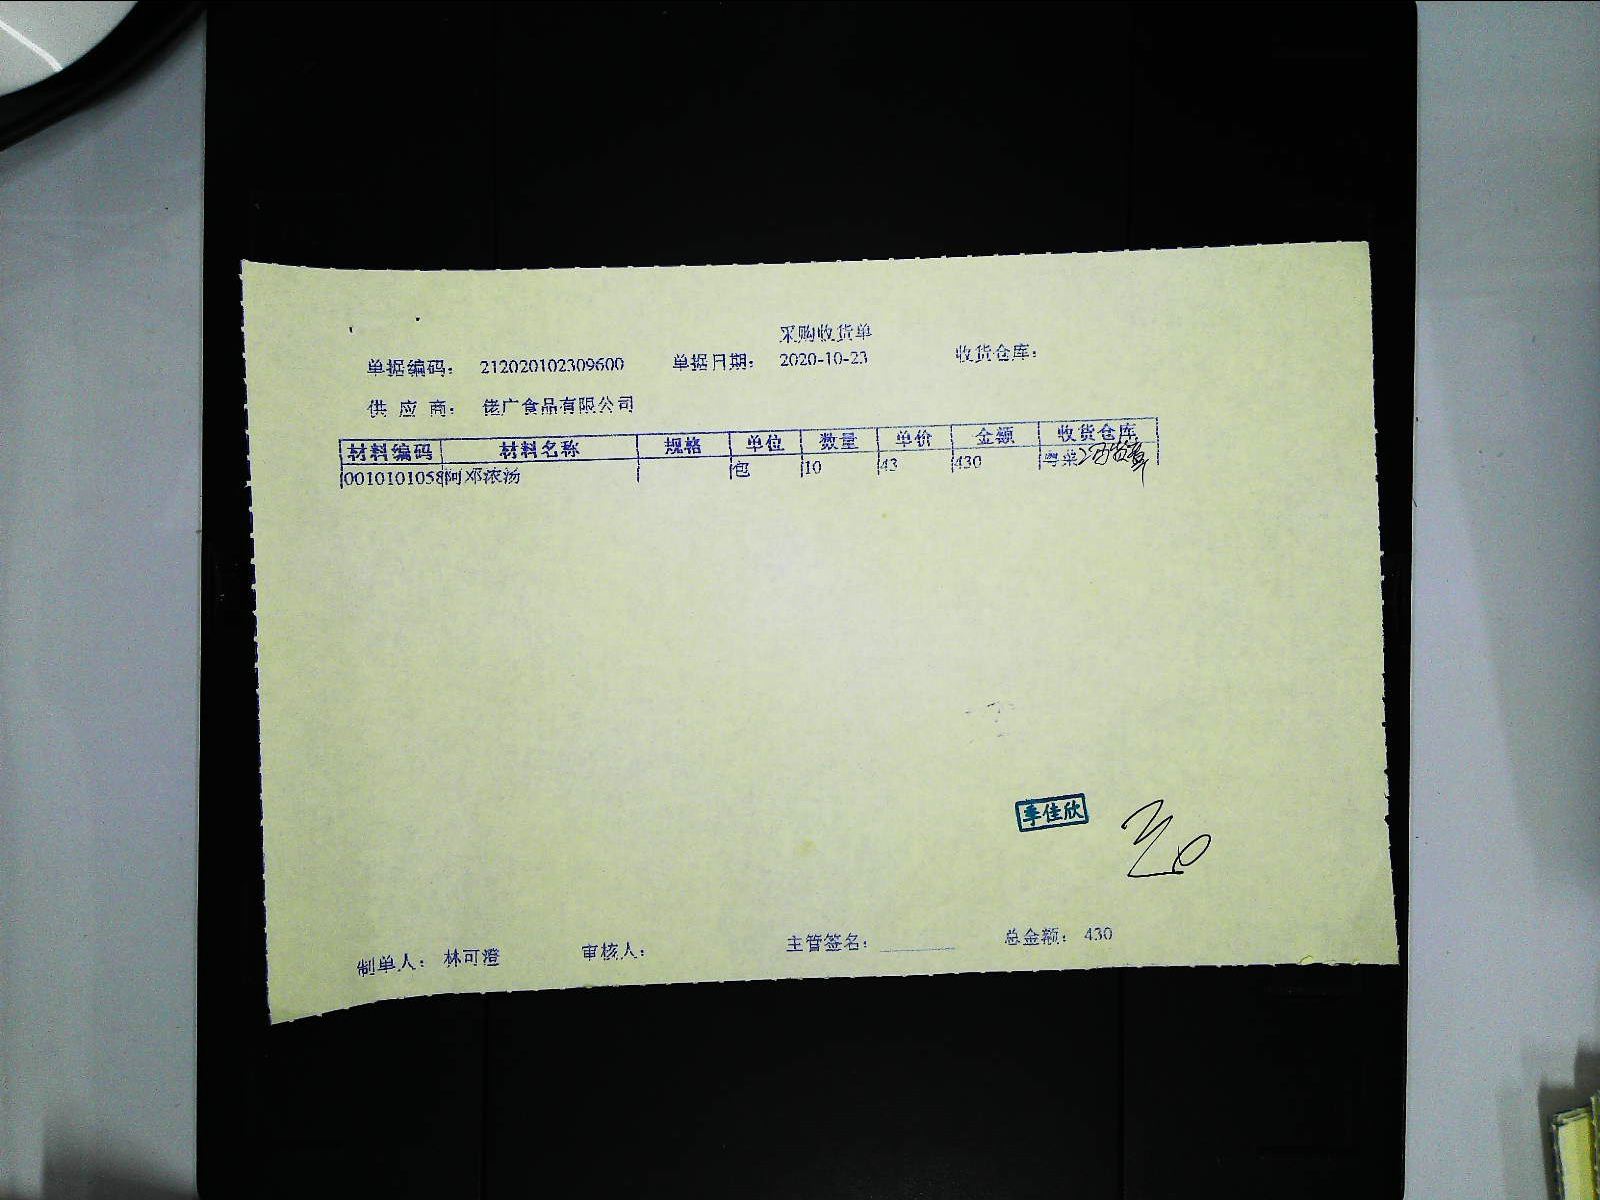 采购收货单
单据编码： 212020102309600 单据日期： 2020-10-23 收货仓库：
供 应 商： 佬广食品有限公司
材料编码 材料名称 规格 单位 数量 单价 金额 收货仓库
0010101058 阿邓浓汤 包 10 43 430 粤菜
季佳欣
制单人： 林可澄 审核人： 主管签名： 总金额： 430